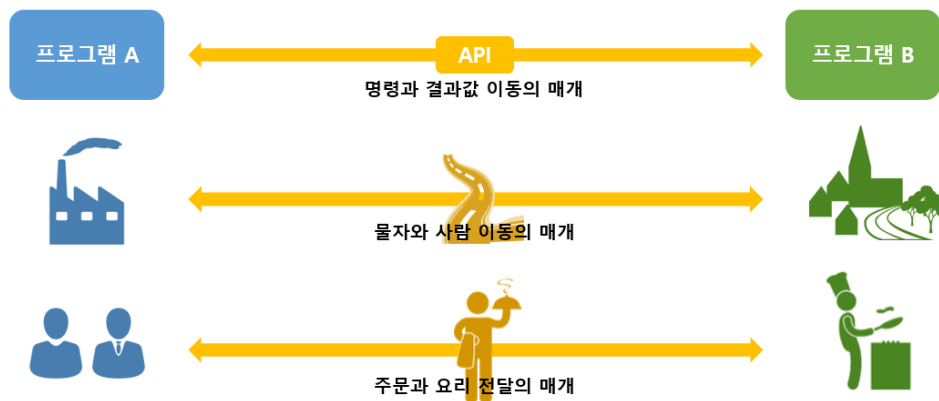 프로그램 A
API
프로그램 B
명령과 결과값 이동의 매개
물자와 사람 이동의 매개
주문과 요리 전달의 매개